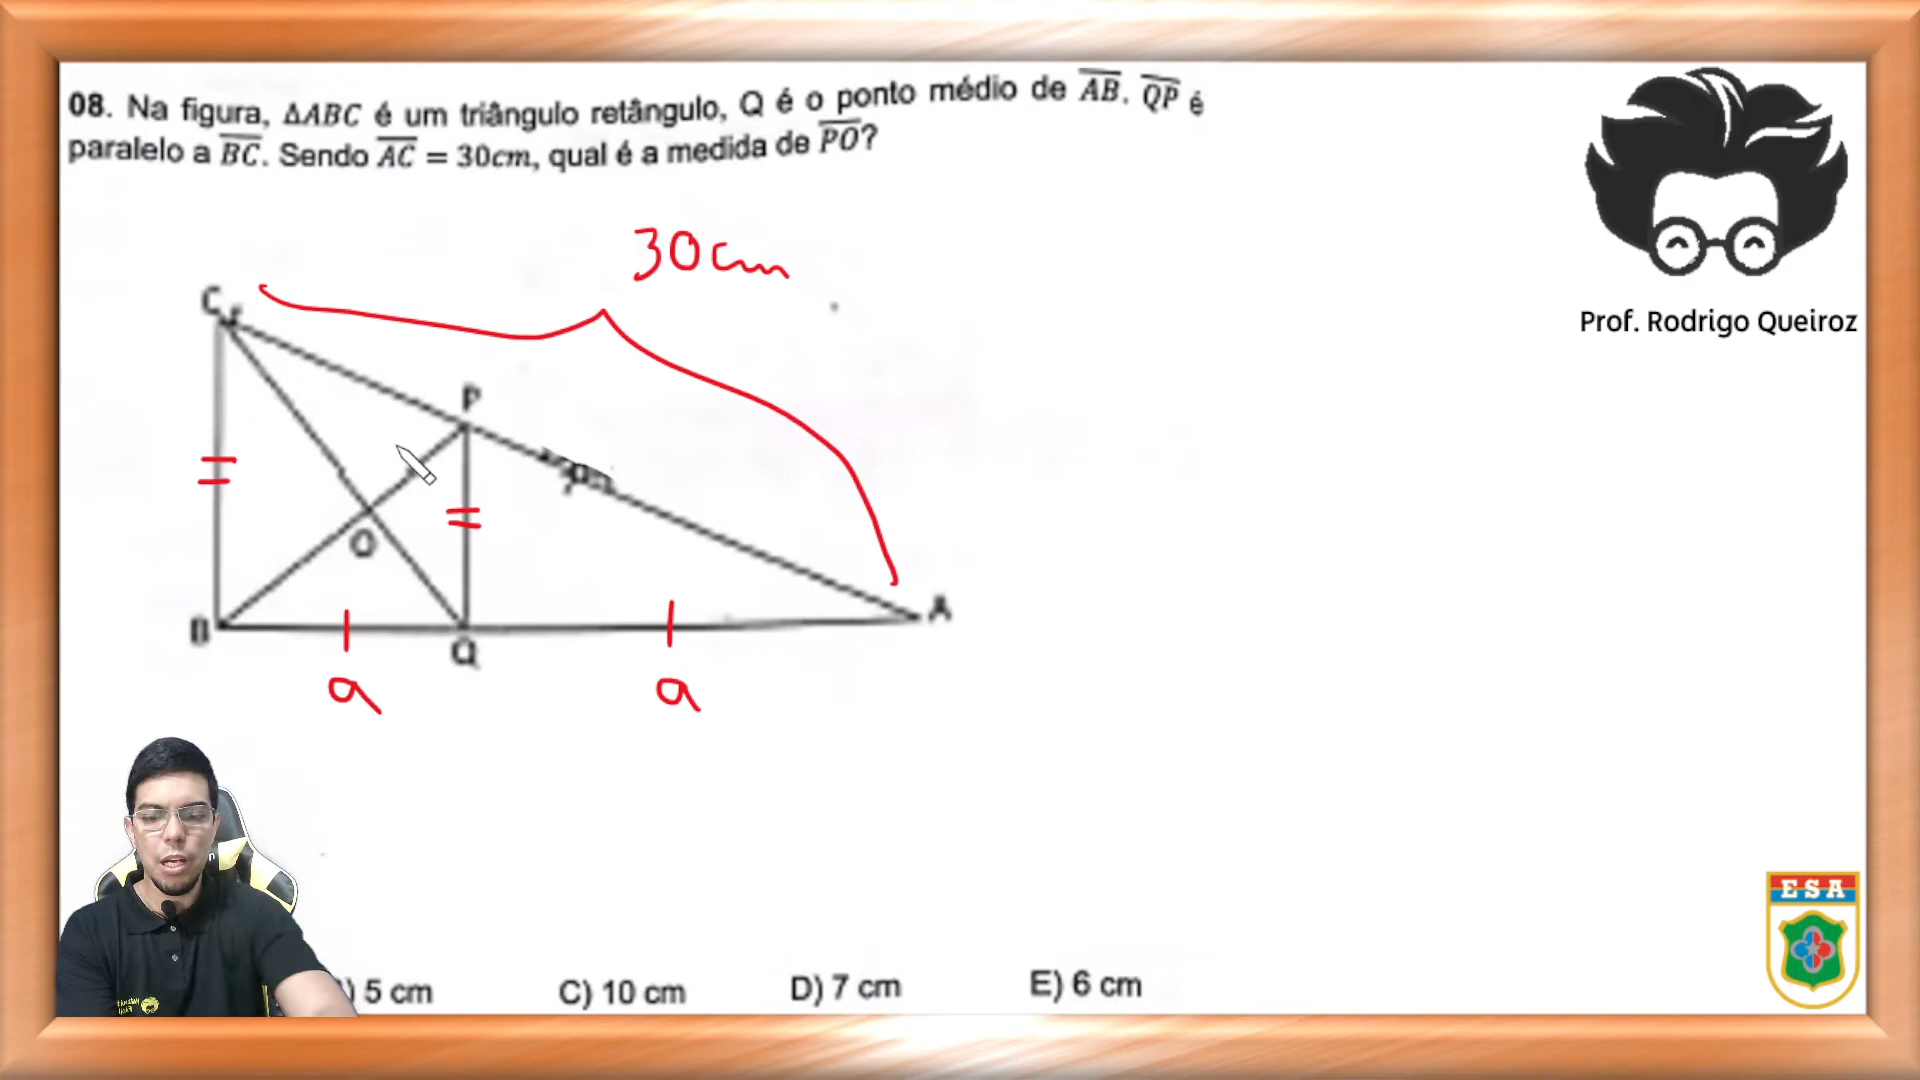 08. Na figura, ΔABC é um triângulo retângulo, Q é o ponto médio de AB. QP é
paralelo a BC. Sendo AC = 30cm, qual é a medida de PO?
Prof. Rodrigo Queiroz
30cm
C
P
O
B
Q
A
a
a
ESA
) 5 cm
C) 10 cm
D) 7 cm
E) 6 cm